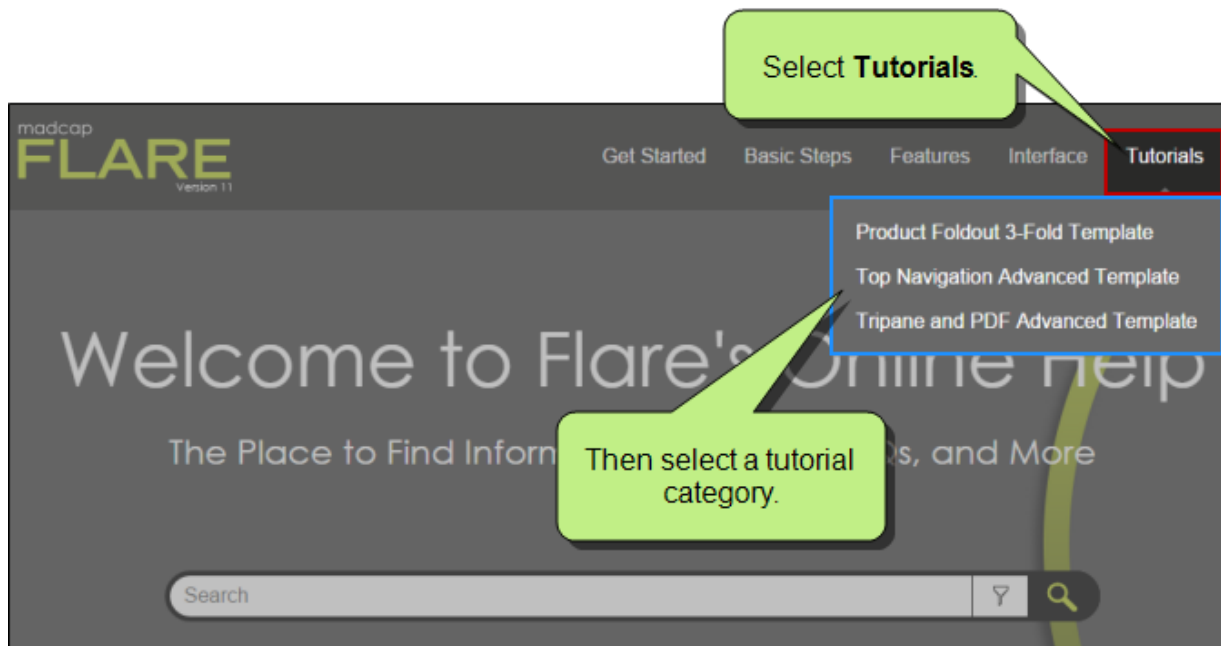 Select Tutorials.
madcap
FLARE
Version 11
Get Started Basic Steps Features Interface Tutorials
Product Foldout 3-Fold Template
Top Navigation Advanced Template
Tripane and PDF Advanced Template
Welcome to Flare's Online Help
The Place to Find Inform s, and More
Then select a tutorial
category.
Search